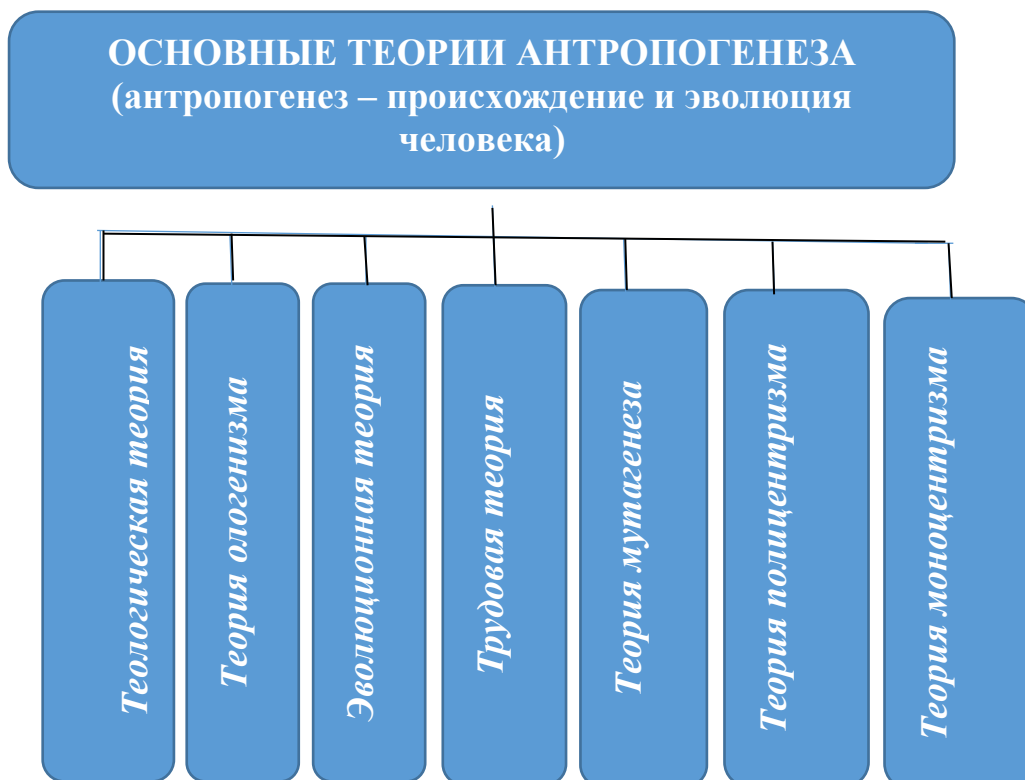 ОСНОВНЫЕ ТЕОРИИ АНТРОПОГЕНЕЗА
(антропогенез – происхождение и эволюция
человека)
Теологическая теория
Теория ологенизма
Эволюционная теория
Трудовая теория
Теория мутагенеза
Теория полицентризма
Теория моноцентризма